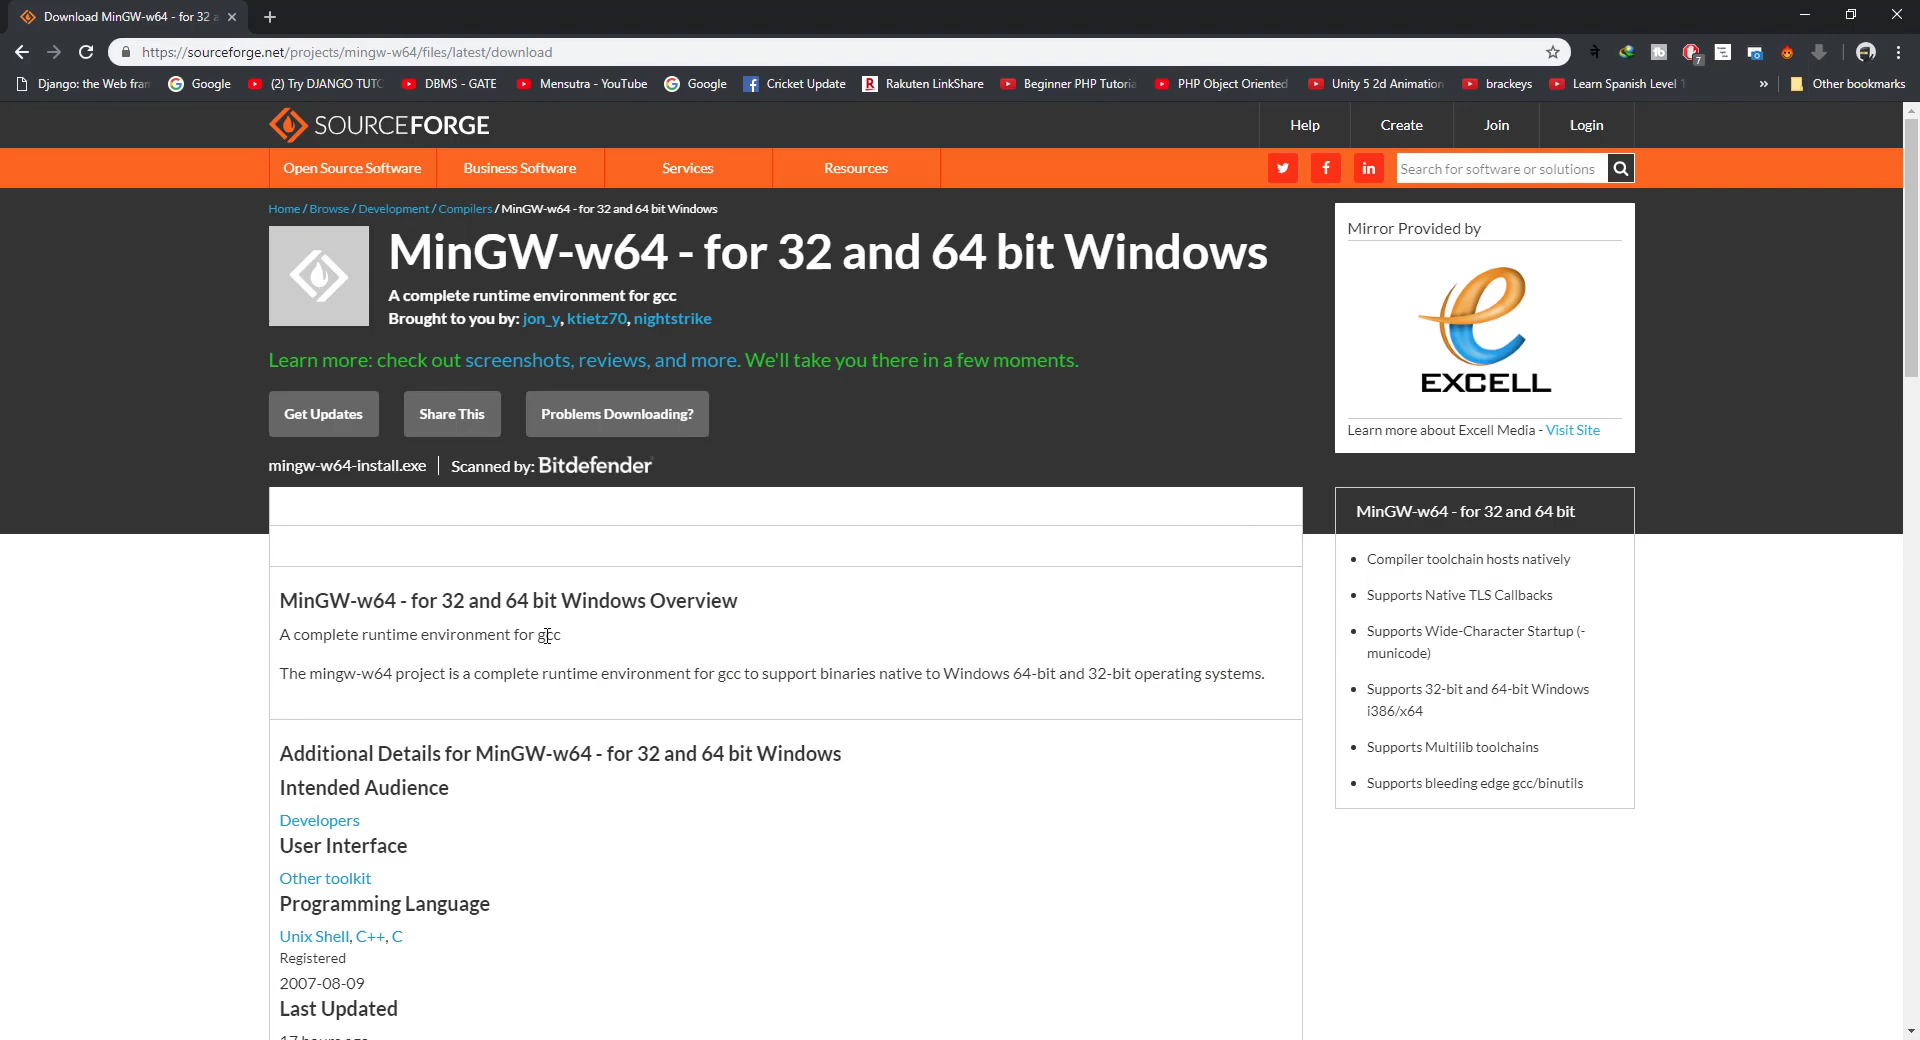 Download MinGW-w64 - for 32
https://sourceforge.net/projects/mingw-w64/files/latest/download
7
Django: the Web fran
Google
(2) Try DJANGO TUTC
DBMS - GATE
Mensutra - YouTube
Google
Cricket Update
Rakuten LinkShare
Beginner PHP Tutoria
PHP Object Oriented
Unity 5 2d Animation
brackeys
Learn Spanish Level 1
»
Other bookmarks
SOURCEFORGE
Help
Create
Join
Login
Open Source Software
Business Software
Services
Resources
Search for software or solutions
Home / Browse / Development / Compilers / MinGW-w64 - for 32 and 64 bit Windows
MinGW-w64 - for 32 and 64 bit Windows
A complete runtime environment for gcc
Brought to you by: jon_y, ktietz70, nightstrike
Learn more: check out screenshots, reviews, and more. We'll take you there in a few moments.
Get Updates
Share This
Problems Downloading?
mingw-w64-install.exe
Scanned by: Bitdefender
Mirror Provided by
EXCELL
Learn more about Excell Media - Visit Site
MinGW-w64 - for 32 and 64 bit Windows Overview
A complete runtime environment for gcc
The mingw-w64 project is a complete runtime environment for gcc to support binaries native to Windows 64-bit and 32-bit operating systems.
Additional Details for MinGW-w64 - for 32 and 64 bit Windows
Intended Audience
Developers
User Interface
Other toolkit
Programming Language
Unix Shell, C++, C
Registered
2007-08-09
Last Updated
MinGW-w64 - for 32 and 64 bit
Compiler toolchain hosts natively
Supports Native TLS Callbacks
Supports Wide-Character Startup (-
municode)
Supports 32-bit and 64-bit Windows
i386/x64
Supports Multilib toolchains
Supports bleeding edge gcc/binutils